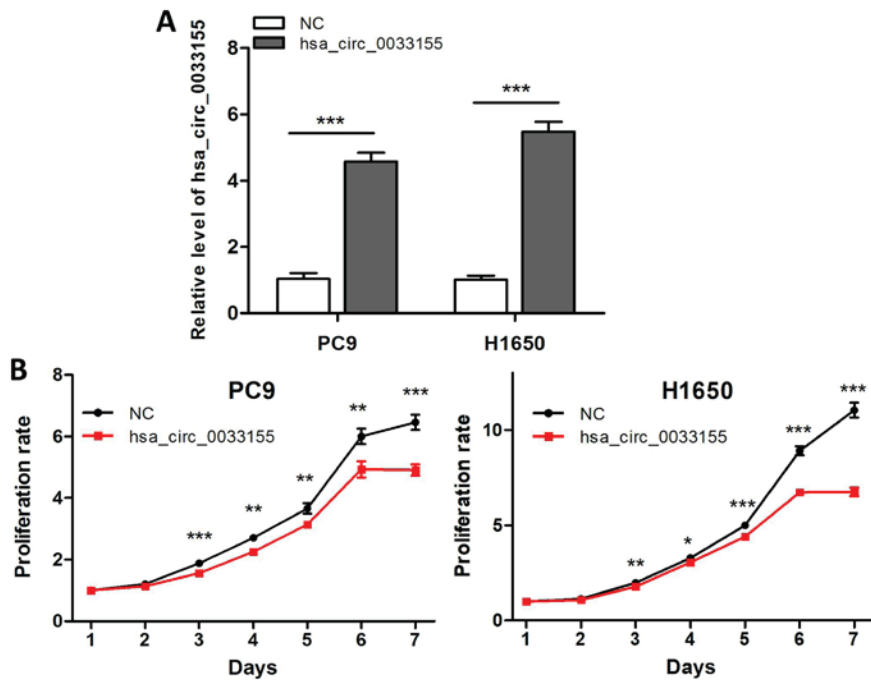 A
NC
hsa_circ_0033155
Relative level of hsa_circ_0033155
8
6
4
2
0
***
***
PC9
H1650
B
PC9
NC
hsa_circ_0033155
Proliferation rate
8
6
4
2
0
***
**
**
**
***
1 2 3 4 5 6 7
Days
H1650
NC
hsa_circ_0033155
Proliferation rate
10
5
0
**
*
***
***
***
1 2 3 4 5 6 7
Days